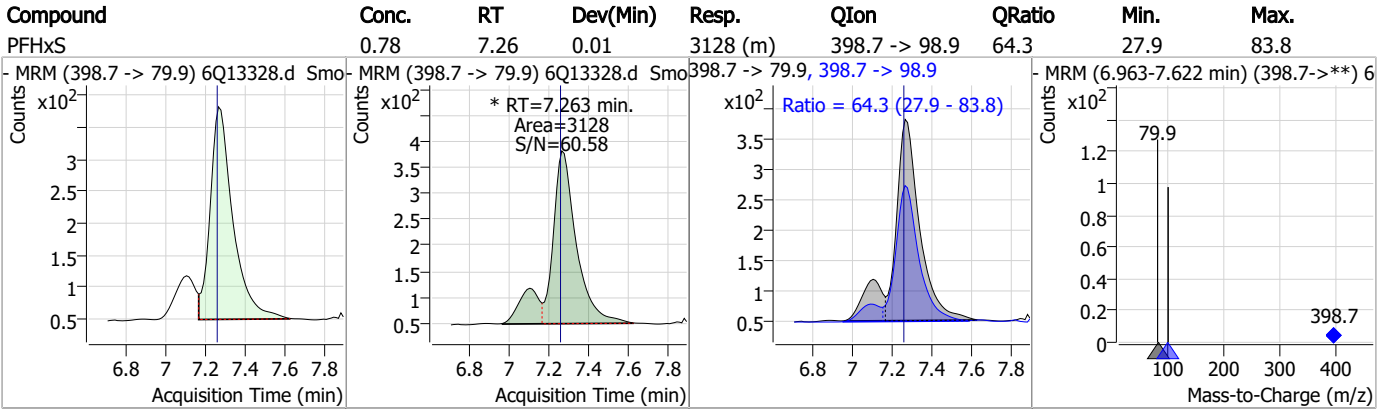 Compound Conc. RT Dev(Min) Resp. QIon QRatio Min. Max.
PFHxS 0.78 7.26 0.01 3128 (m) 398.7 -> 98.9 64.3 27.9 83.8
- MRM (398.7 -> 79.9) 6Q13328.d Smo
Counts
x10²
3
2.5
2
1.5
1
0.5
6.8 7 7.2 7.4 7.6 7.8
Acquisition Time (min)
- MRM (398.7 -> 79.9) 6Q13328.d Smo
Counts
x10²
* RT=7.263 min.
Area=3128
S/N=60.58
4
3.5
3
2.5
2
1.5
1
0.5
6.8 7 7.2 7.4 7.6 7.8
Acquisition Time (min)
398.7 -> 79.9, 398.7 -> 98.9
x10²
Ratio = 64.3 (27.9 - 83.8)
3.5
3
2.5
2
1.5
1
0.5
6.8 7 7.2 7.4 7.6 7.8
Acquisition Time (min)
- MRM (6.963-7.622 min) (398.7->**) 6
Counts
x10²
79.9
1.2
1
0.8
0.6
0.4
0.2
0
398.7
100 200 300 400
Mass-to-Charge (m/z)